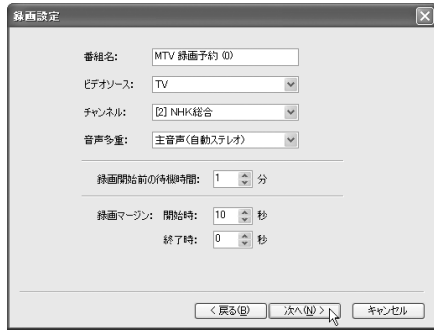 録画設定
番組名: MTV 録画予約 (0)
ビデオソース: TV
チャンネル: [2] NHK総合
音声多重: 主音声(自動ステレオ)
録画開始前の待機時間: 1 分
録画マージン: 開始時: 10 秒
終了時: 0 秒
< 戻る(B) 次へ(N) > キャンセル